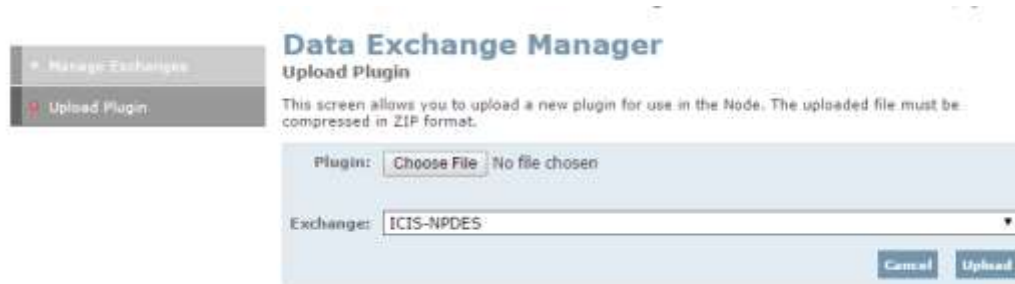 Data Exchange Manager
Manage Exchanges
Upload Plugin
Upload Plugin
This screen allows you to upload a new plugin for use in the Node. The uploaded file must be
compressed in ZIP format.
Plugin: Choose File No file chosen
Exchange: ICIS-NPDES
Cancel Upload